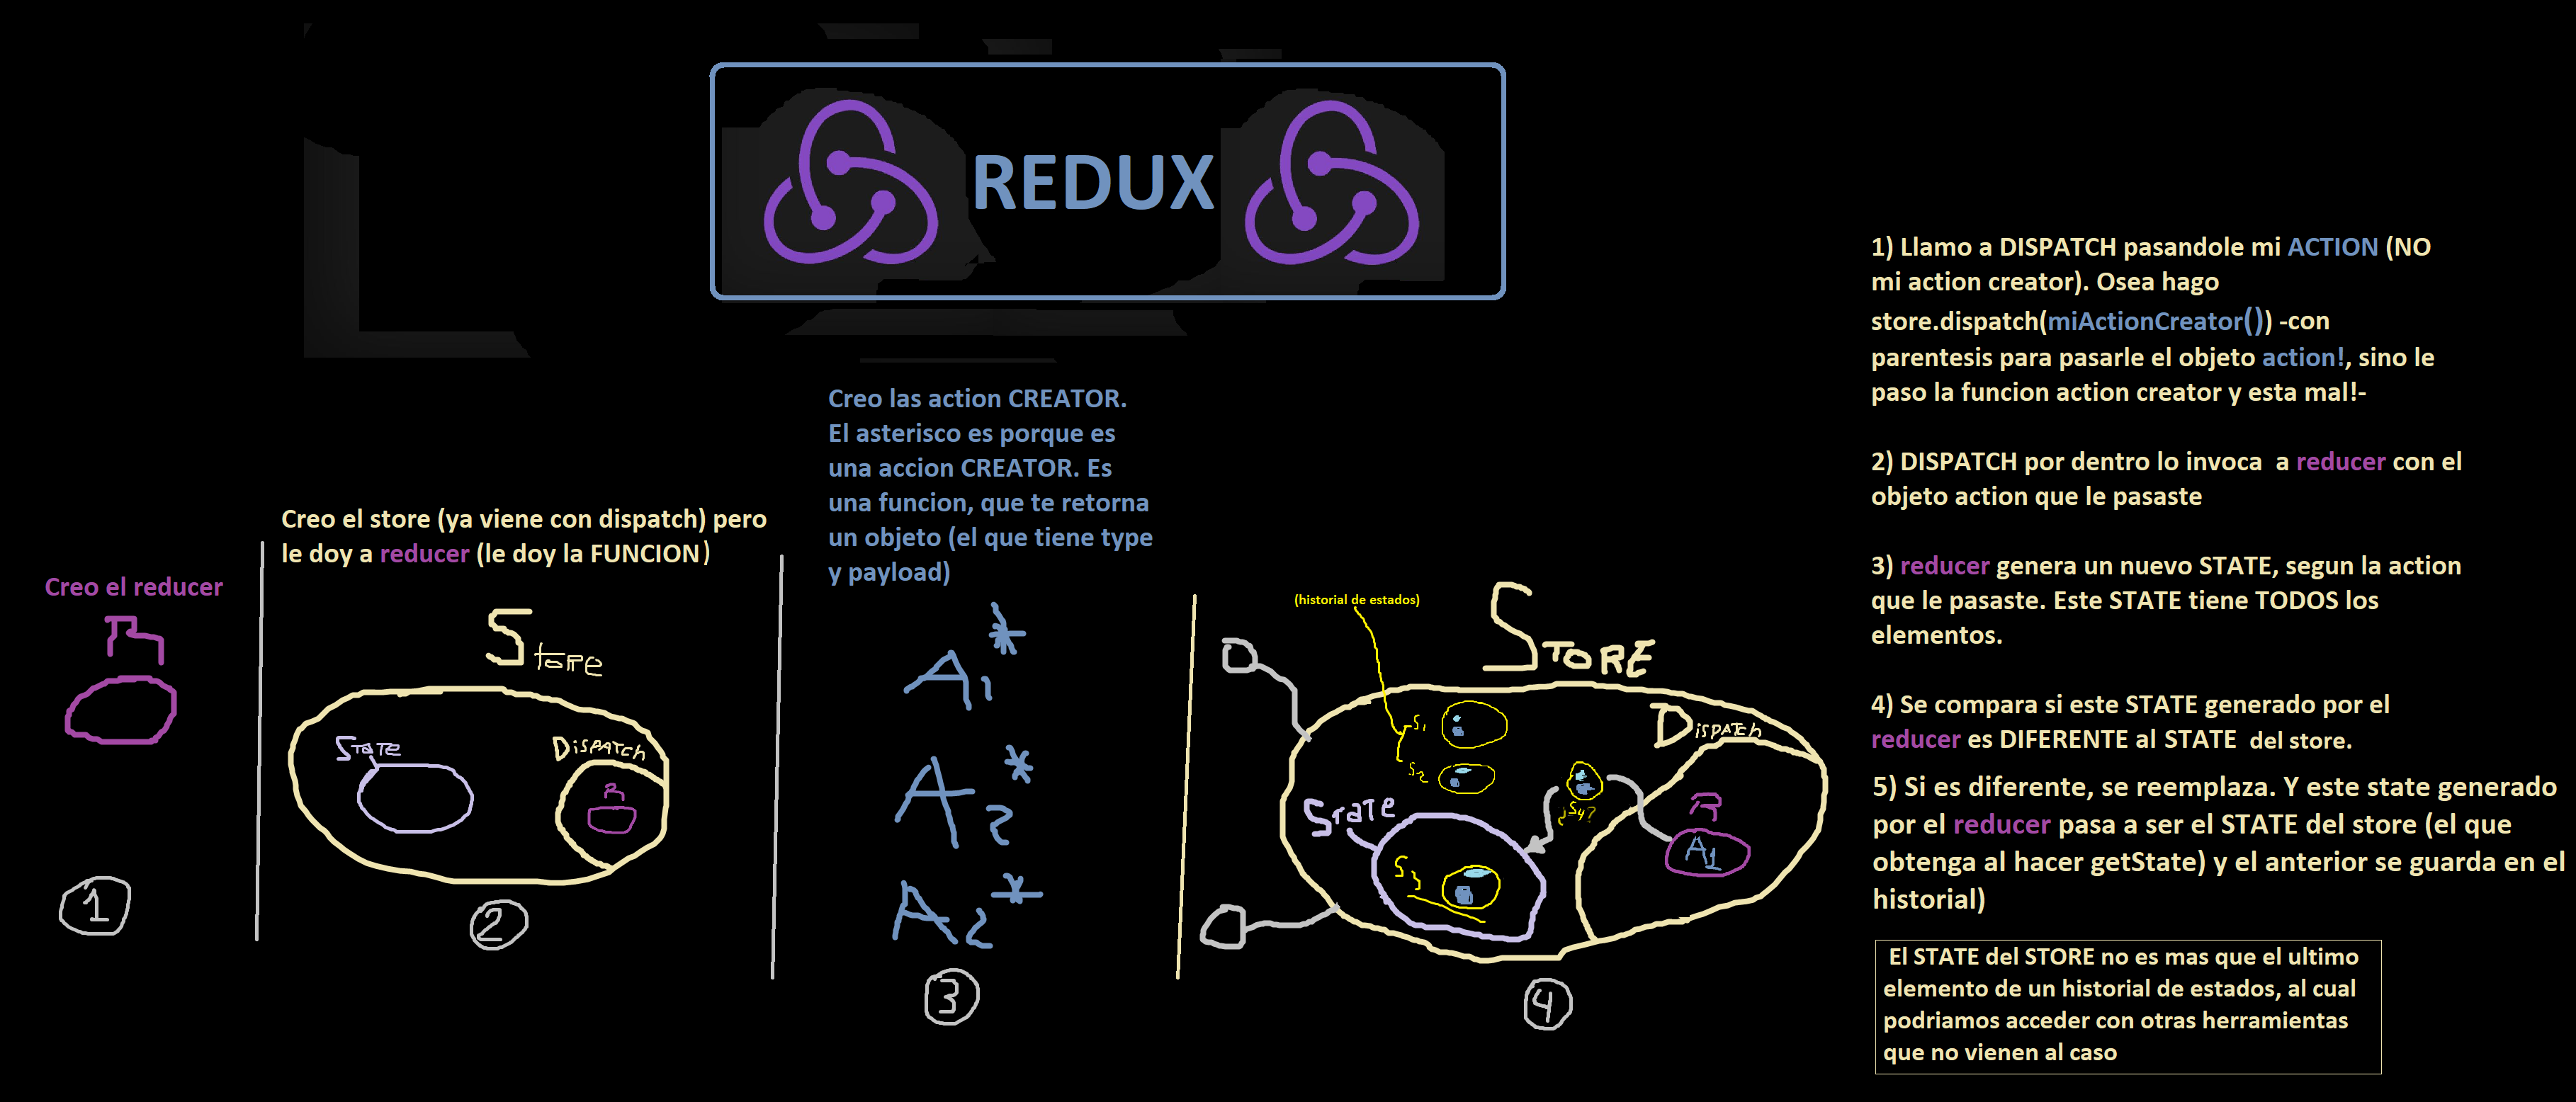 REDUX
Creo el reducer
R
1
Creo el store (ya viene con dispatch) pero
le doy a reducer (le doy la FUNCION)
Store
State
Dispatch
R
2
Creo las action CREATOR.
El asterisco es porque es
una accion CREATOR. Es
una funcion, que te retorna
un objeto (el que tiene type
y payload)
A1*
A2*
A2*
3
(historial de estados)
STORE
Dispatch
S1
S2
¿S4?
State
S3
R
A1
4
1) Llamo a DISPATCH pasandole mi ACTION (NO
mi action creator). Osea hago
store.dispatch(miActionCreator()) -con
parentesis para pasarle el objeto action!, sino le
paso la funcion action creator y esta mal!-
2) DISPATCH por dentro lo invoca  a reducer con el
objeto action que le pasaste
3) reducer genera un nuevo STATE, segun la action
que le pasaste. Este STATE tiene TODOS los
elementos.
4) Se compara si este STATE generado por el
reducer es DIFERENTE al STATE  del store.
5) Si es diferente, se reemplaza. Y este state generado
por el reducer pasa a ser el STATE del store (el que
obtenga al hacer getState) y el anterior se guarda en el
historial)
El STATE del STORE no es mas que el ultimo
elemento de un historial de estados, al cual
podriamos acceder con otras herramientas
que no vienen al caso